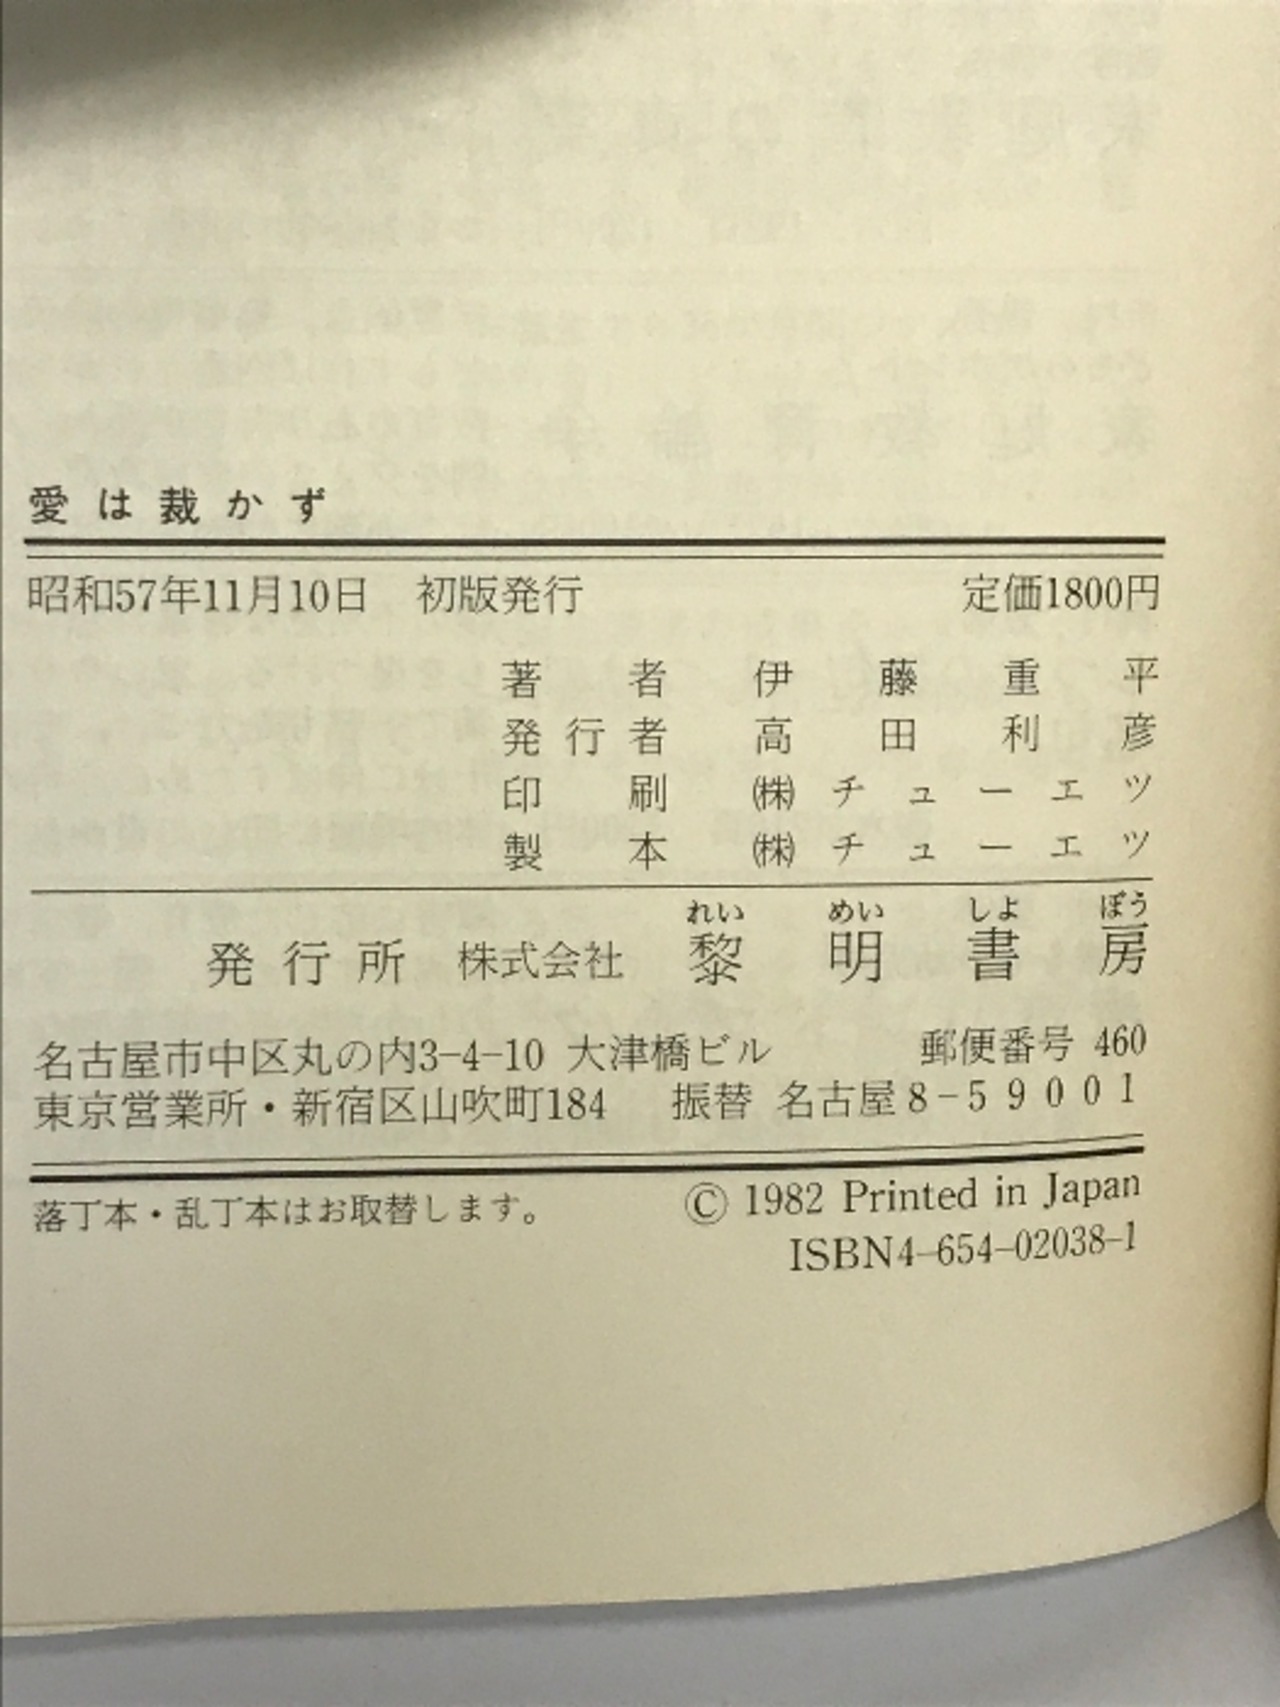 愛は裁かず
昭和57年11月10日 初版発行 定価1800円
著者 伊藤重平
発行者 高田利彦
印刷 ㈱チューエツ
製本 ㈱チューエツ
れい めい しよ ぼう
発行所 株式会社 黎明書房
名古屋市中区丸の内3-4-10 大津橋ビル 郵便番号 460
東京営業所・新宿区山吹町184 振替 名古屋8-59001
落丁本・乱丁本はお取替します。 © 1982 Printed in Japan
ISBN4-654-02038-1